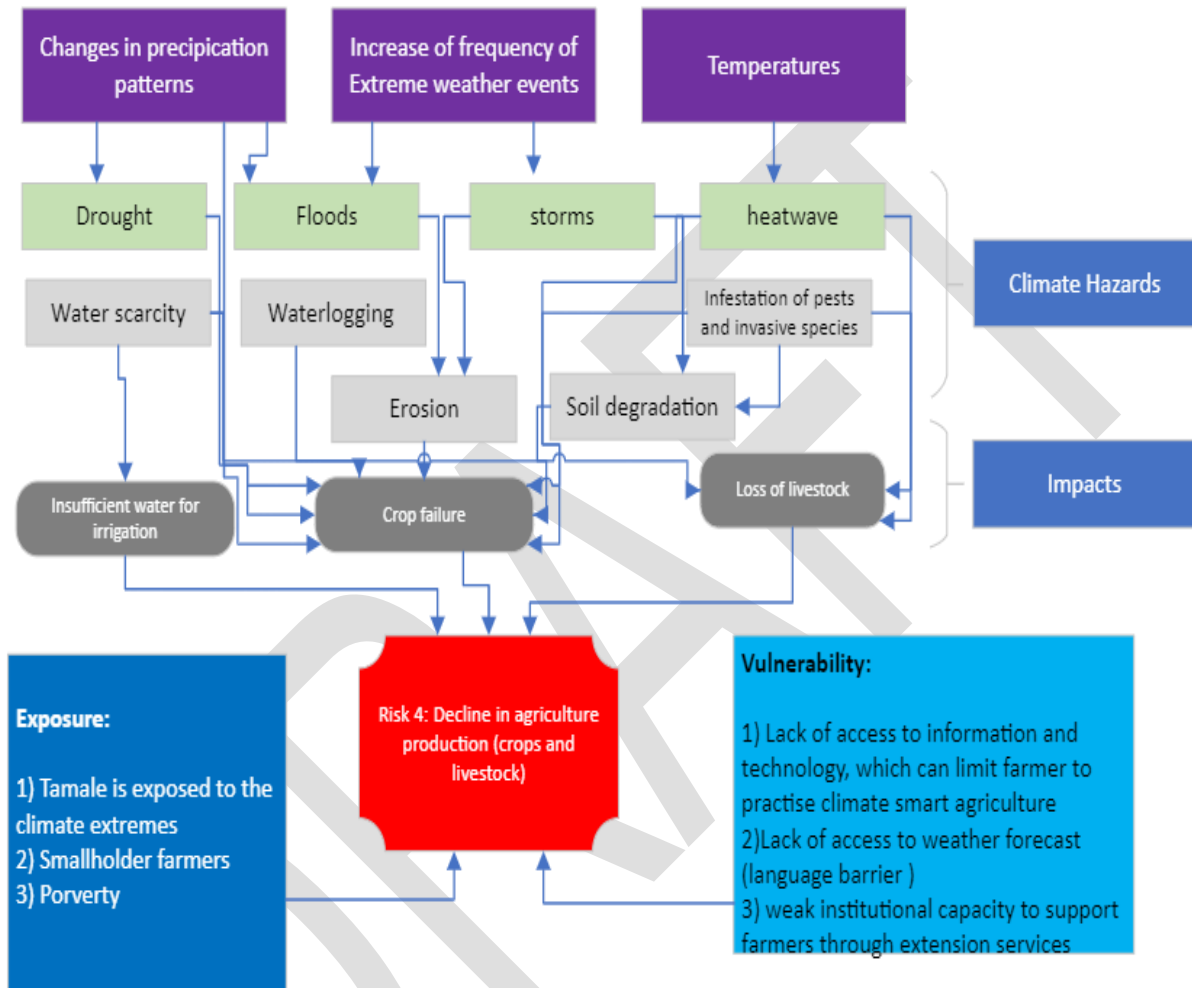 Changes in precipication
patterns
Increase of frequency of
Extreme weather events
Temperatures
Drought
Floods
storms
heatwave
Climate Hazards
Water scarcity
Waterlogging
Infestation of pests
and invasive species
Erosion
Soil degradation
Impacts
Insufficient water for
irrigation
Crop failure
Loss of livestock
Exposure:
1) Tamale is exposed to the
climate extremes
2) Smallholder farmers
3) Porverty
Risk 4: Decline in agriculture
production (crops and
livestock)
Vulnerability:
1) Lack of access to information and
technology, which can limit farmer to
practise climate smart agriculture
2)Lack of access to weather forecast
(language barrier )
3) weak institutional capacity to support
farmers through extension services
DRAFT